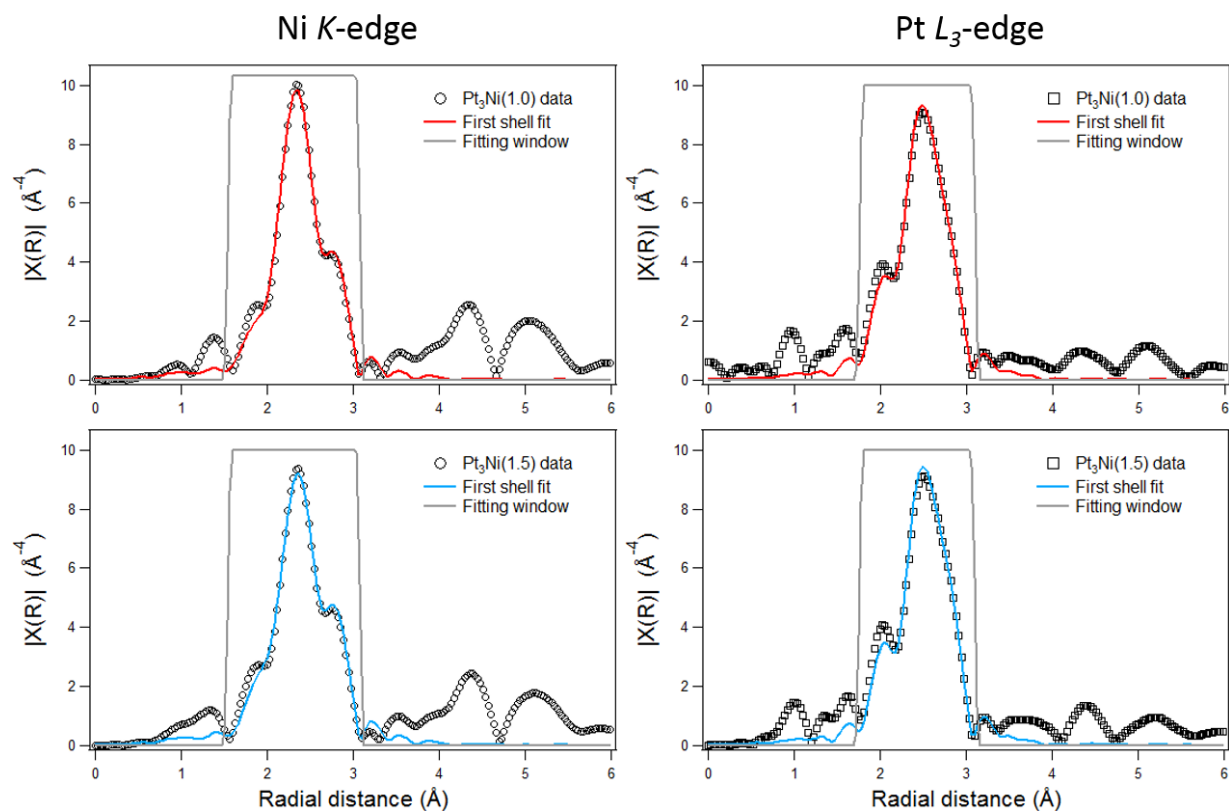 Ni K-edge
Pt L3-edge
|X(R)| (Å⁻⁴)
10
8
6
4
2
0
Pt₃Ni(1.0) data
First shell fit
Fitting window
0 1 2 3 4 5 6
|X(R)| (Å⁻⁴)
10
8
6
4
2
0
Pt₃Ni(1.0) data
First shell fit
Fitting window
0 1 2 3 4 5 6
|X(R)| (Å⁻⁴)
10
8
6
4
2
0
Pt₃Ni(1.5) data
First shell fit
Fitting window
0 1 2 3 4 5 6
Radial distance (Å)
|X(R)| (Å⁻⁴)
10
8
6
4
2
0
Pt₃Ni(1.5) data
First shell fit
Fitting window
0 1 2 3 4 5 6
Radial distance (Å)